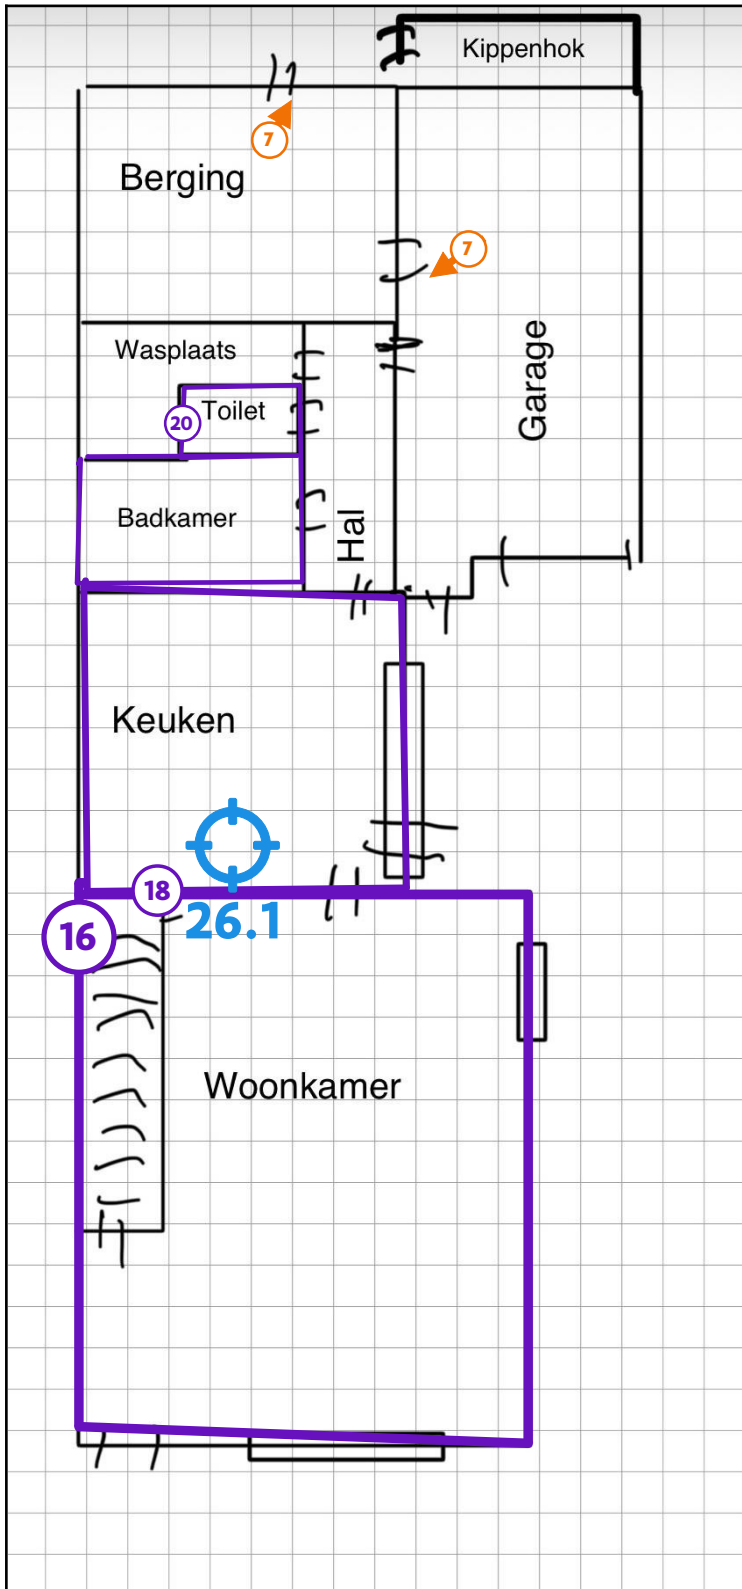 Kippenhok
7
Berging
7
Wasplaats
Garage
Toilet
20
Badkamer
Hal
Keuken
18
26.1
16
Woonkamer